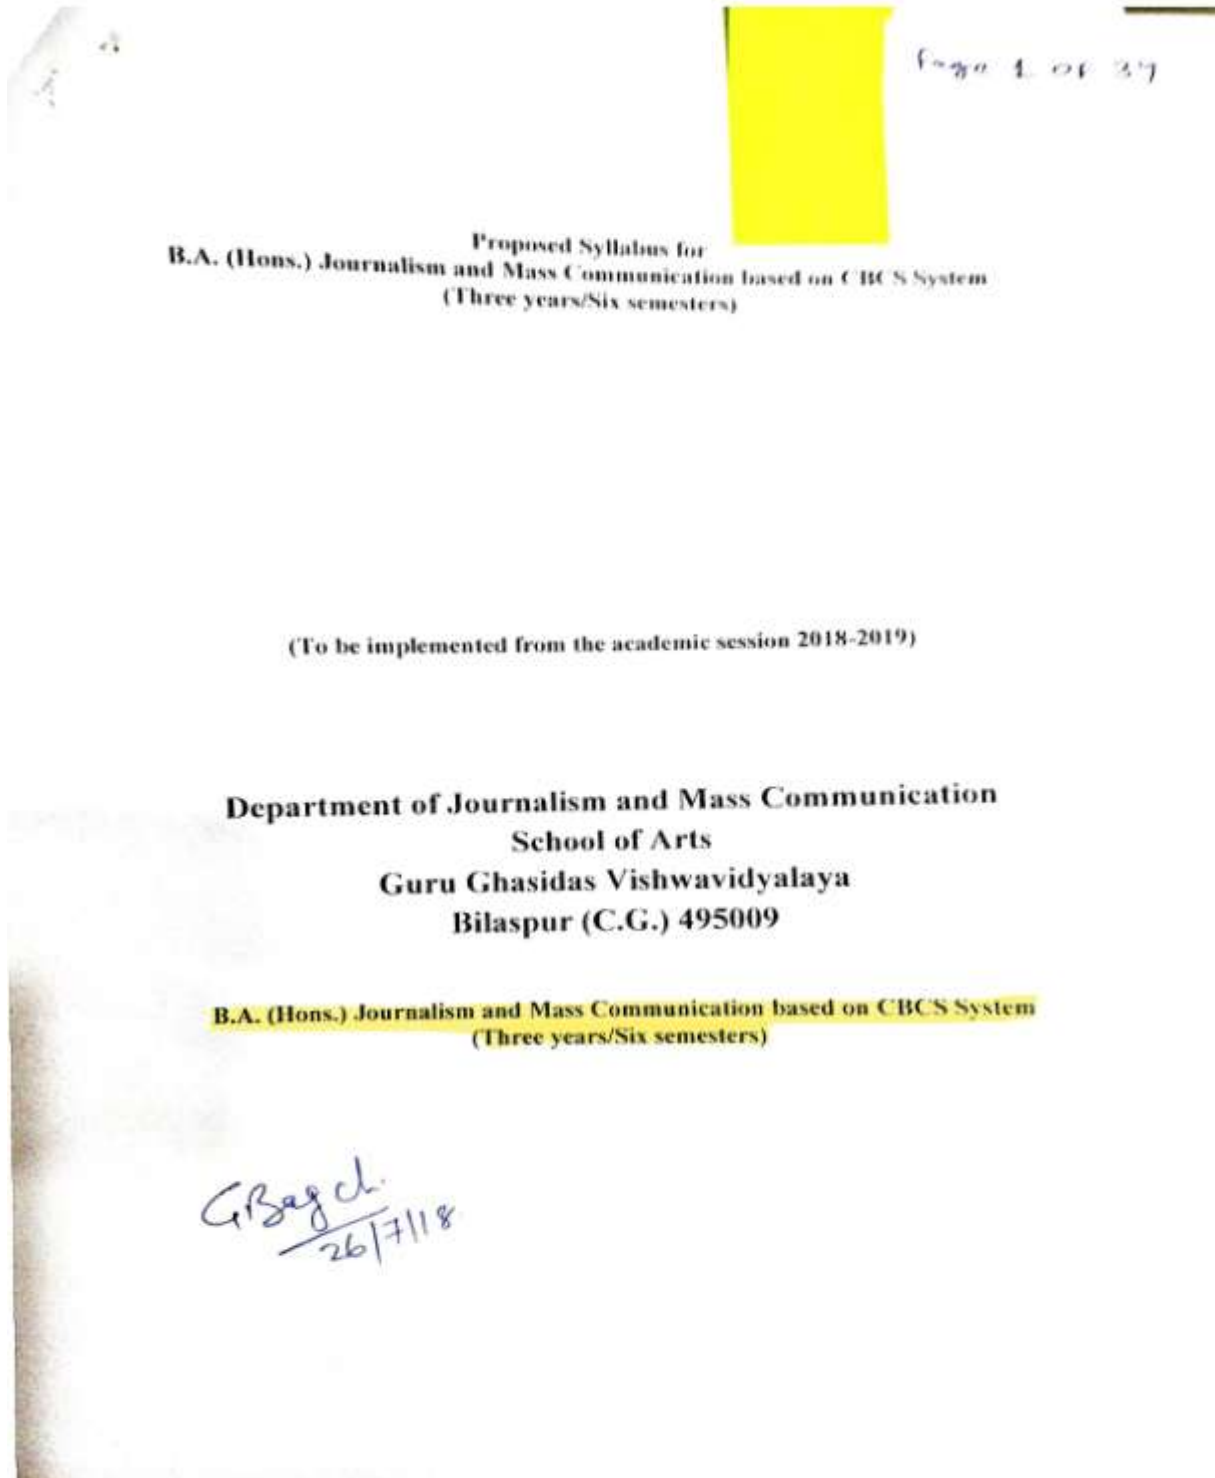 Page 1 of 37
Proposed Syllabus for
B.A. (Hons.) Journalism and Mass Communication based on CBCS System
(Three years/Six semesters)
(To be implemented from the academic session 2018-2019)
Department of Journalism and Mass Communication
School of Arts
Guru Ghasidas Vishwavidyalaya
Bilaspur (C.G.) 495009
B.A. (Hons.) Journalism and Mass Communication based on CBCS System
(Three years/Six semesters)
26/7/18